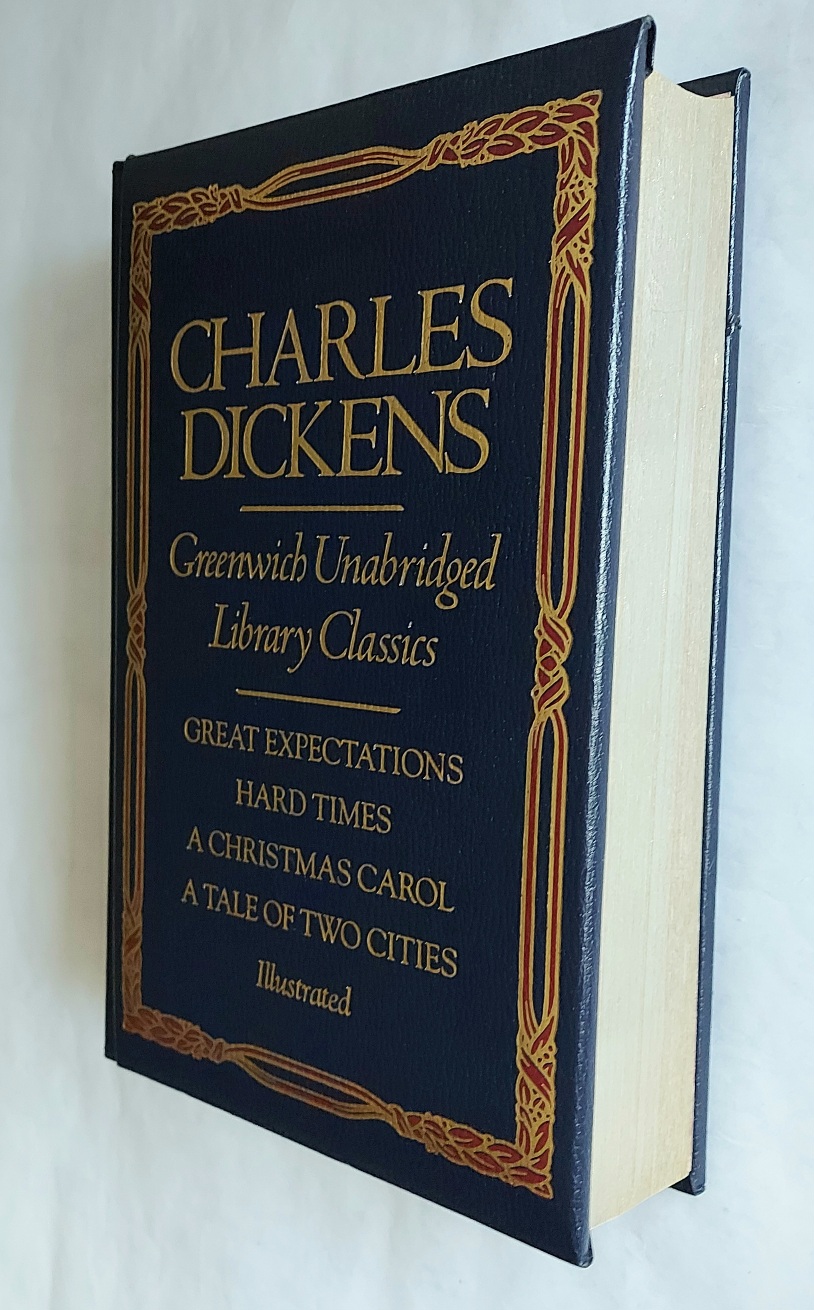 CHARLES
DICKENS
Greenwich Unabridged
Library Classics
GREAT EXPECTATIONS
HARD TIMES
A CHRISTMAS CAROL
A TALE OF TWO CITIES
Illustrated